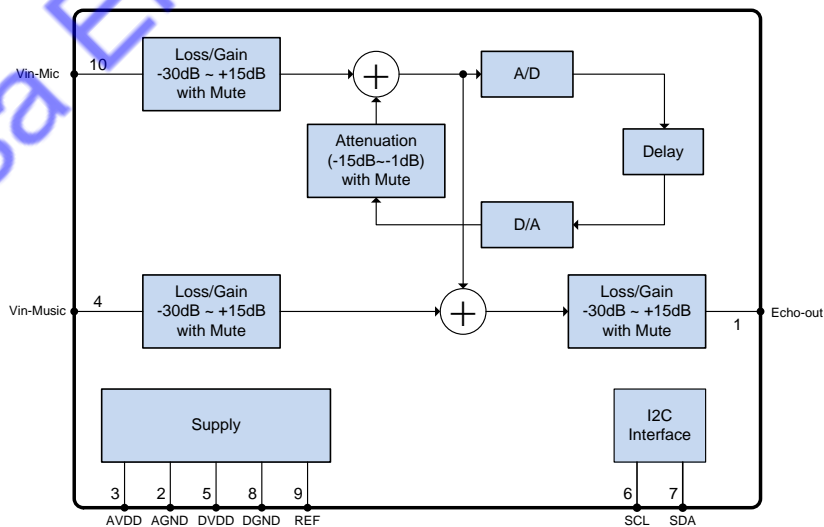 Vin-Mic
10
Loss/Gain
-30dB ~ +15dB
with Mute
+
A/D
Attenuation
(-15dB~-1dB)
with Mute
Delay
D/A
Vin-Music
4
Loss/Gain
-30dB ~ +15dB
with Mute
+
Loss/Gain
-30dB ~ +15dB
with Mute
1
Echo-out
Supply
I2C
Interface
3
2
5
8
9
6
7
AVDD
AGND
DVDD
DGND
REF
SCL
SDA